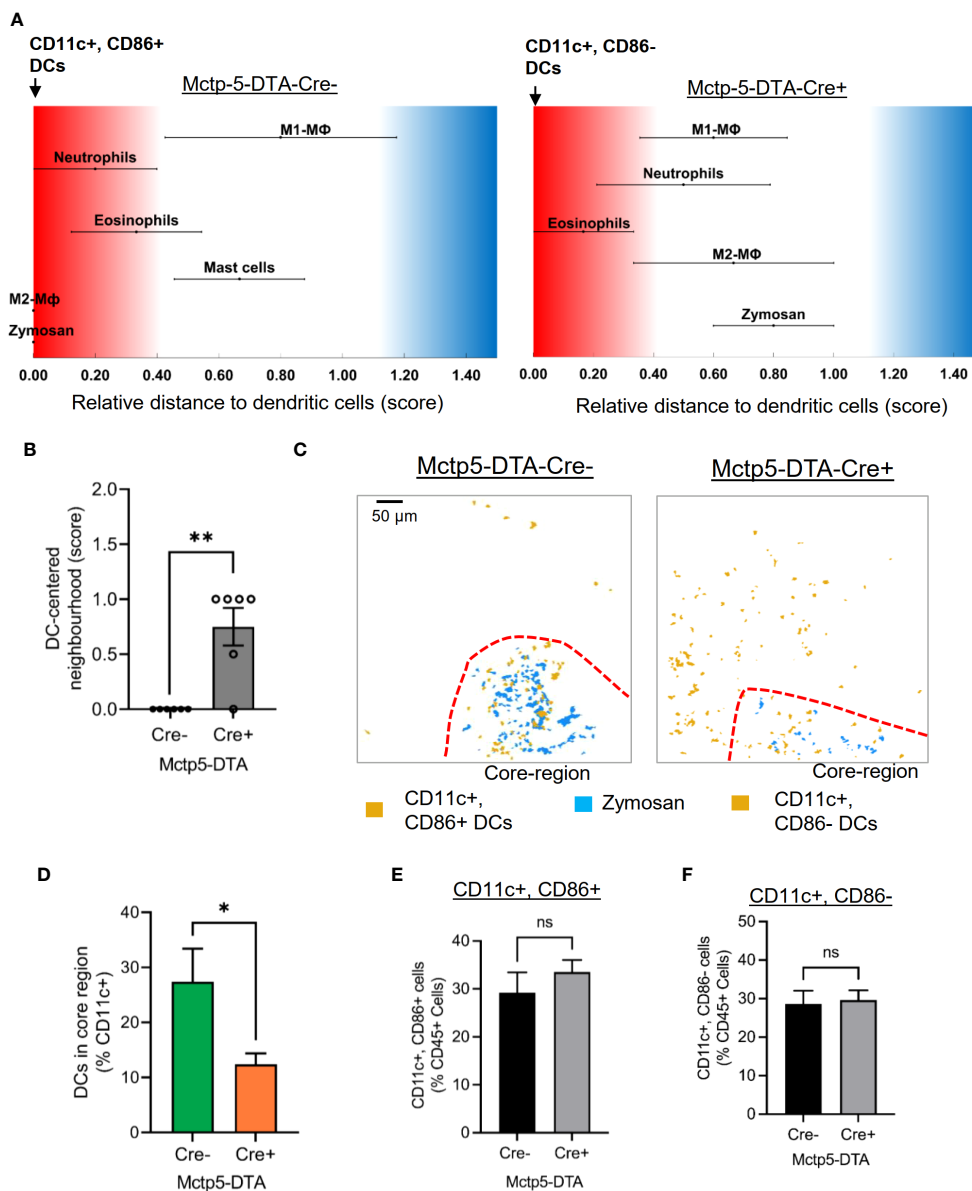 A
CD11c+, CD86+
DCs
Mctp-5-DTA-Cre-
M1-MΦ
Neutrophils
Eosinophils
Mast cells
M2-Mф
Zymosan
0.00 0.20 0.40 0.60 0.80 1.00 1.20 1.40
Relative distance to dendritic cells (score)
CD11c+, CD86-
DCs
Mctp-5-DTA-Cre+
M1-MΦ
Neutrophils
Eosinophils
M2-MΦ
Zymosan
0.00 0.20 0.40 0.60 0.80 1.00 1.20 1.40
Relative distance to dendritic cells (score)
B
DC-centered
neighbourhood (score)
2.0
1.5
1.0
0.5
0.0
**
Cre- Cre+
Mctp5-DTA
C
Mctp5-DTA-Cre-
50 µm
Core-region
Mctp5-DTA-Cre+
Core-region
CD11c+,
CD86+ DCs
Zymosan
CD11c+,
CD86- DCs
D
DCs in core region
(% CD11c+)
40
30
20
10
0
*
Cre- Cre+
Mctp5-DTA
E
CD11c+, CD86+
CD11c+, CD86+ cells
(% CD45+ Cells)
40
30
20
10
0
ns
Cre- Cre+
Mctp5-DTA
F
CD11c+, CD86-
CD11c+, CD86- cells
(% CD45+ Cells)
50
40
30
20
10
0
ns
Cre- Cre+
Mctp5-DTA